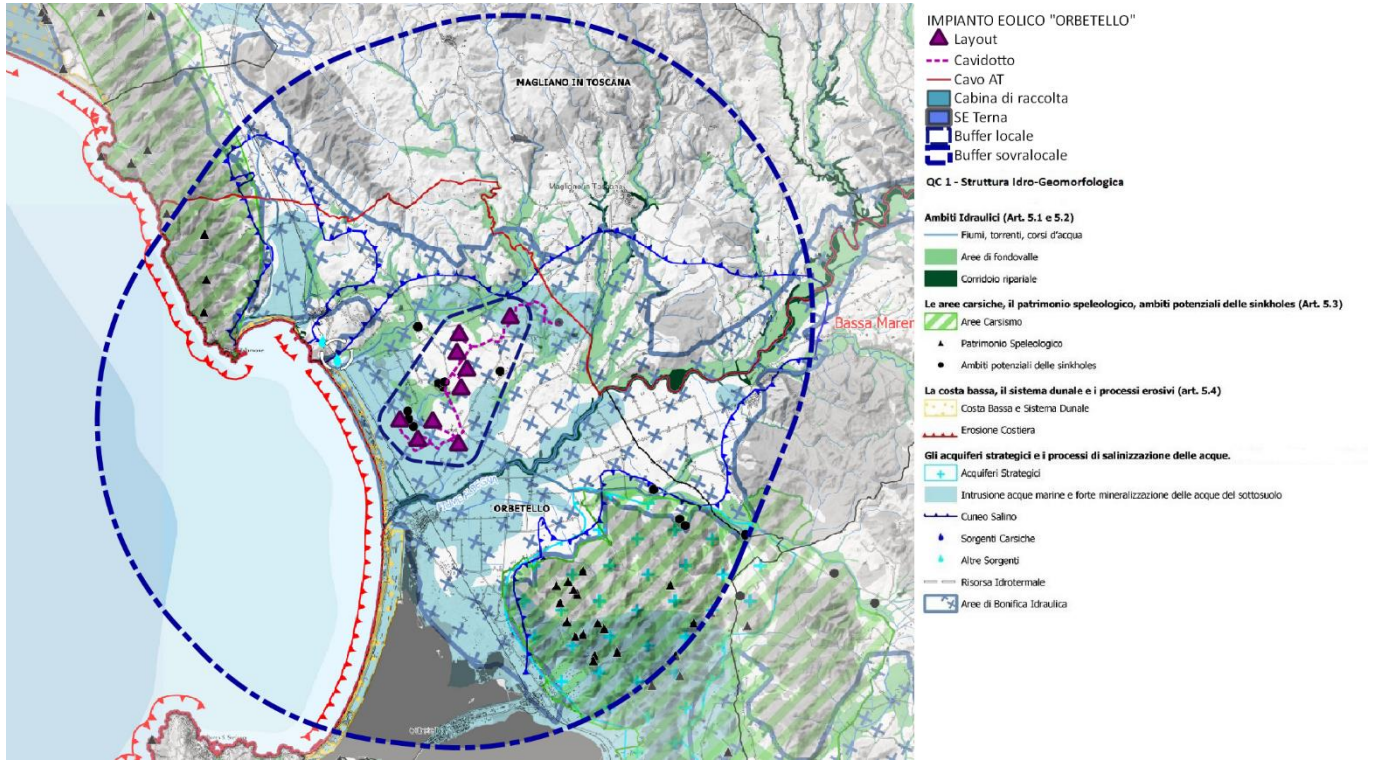 MAGLIANO IN TOSCANA
Magliano in Toscana
Bassa Marem
ORBETELLO
IMPIANTO EOLICO "ORBETELLO"
Layout
Cavidotto
Cavo AT
Cabina di raccolta
SE Terna
Buffer locale
Buffer sovralocale
QC 1 - Struttura Idro-Geomorfologica
Ambiti Idraulici (Art. 5.1 e 5.2)
Fiumi, torrenti, corsi d'acqua
Aree di fondovalle
Corridoio ripariale
Le aree carsiche, il patrimonio speleologico, ambiti potenziali delle sinkholes (Art. 5.3)
Aree Carsismo
Patrimonio Speleologico
Ambiti potenziali delle sinkholes
La costa bassa, il sistema dunale e i processi erosivi (art. 5.4)
Costa Bassa e Sistema Dunale
Erosione Costiera
Gli acquiferi strategici e i processi di salinizzazione delle acque.
Acquiferi Strategici
Intrusione acque marine e forte mineralizzazione delle acque del sottosuolo
Cuneo Salino
Sorgenti Carsiche
Altre Sorgenti
Risorsa Idrotermale
Aree di Bonifica Idraulica